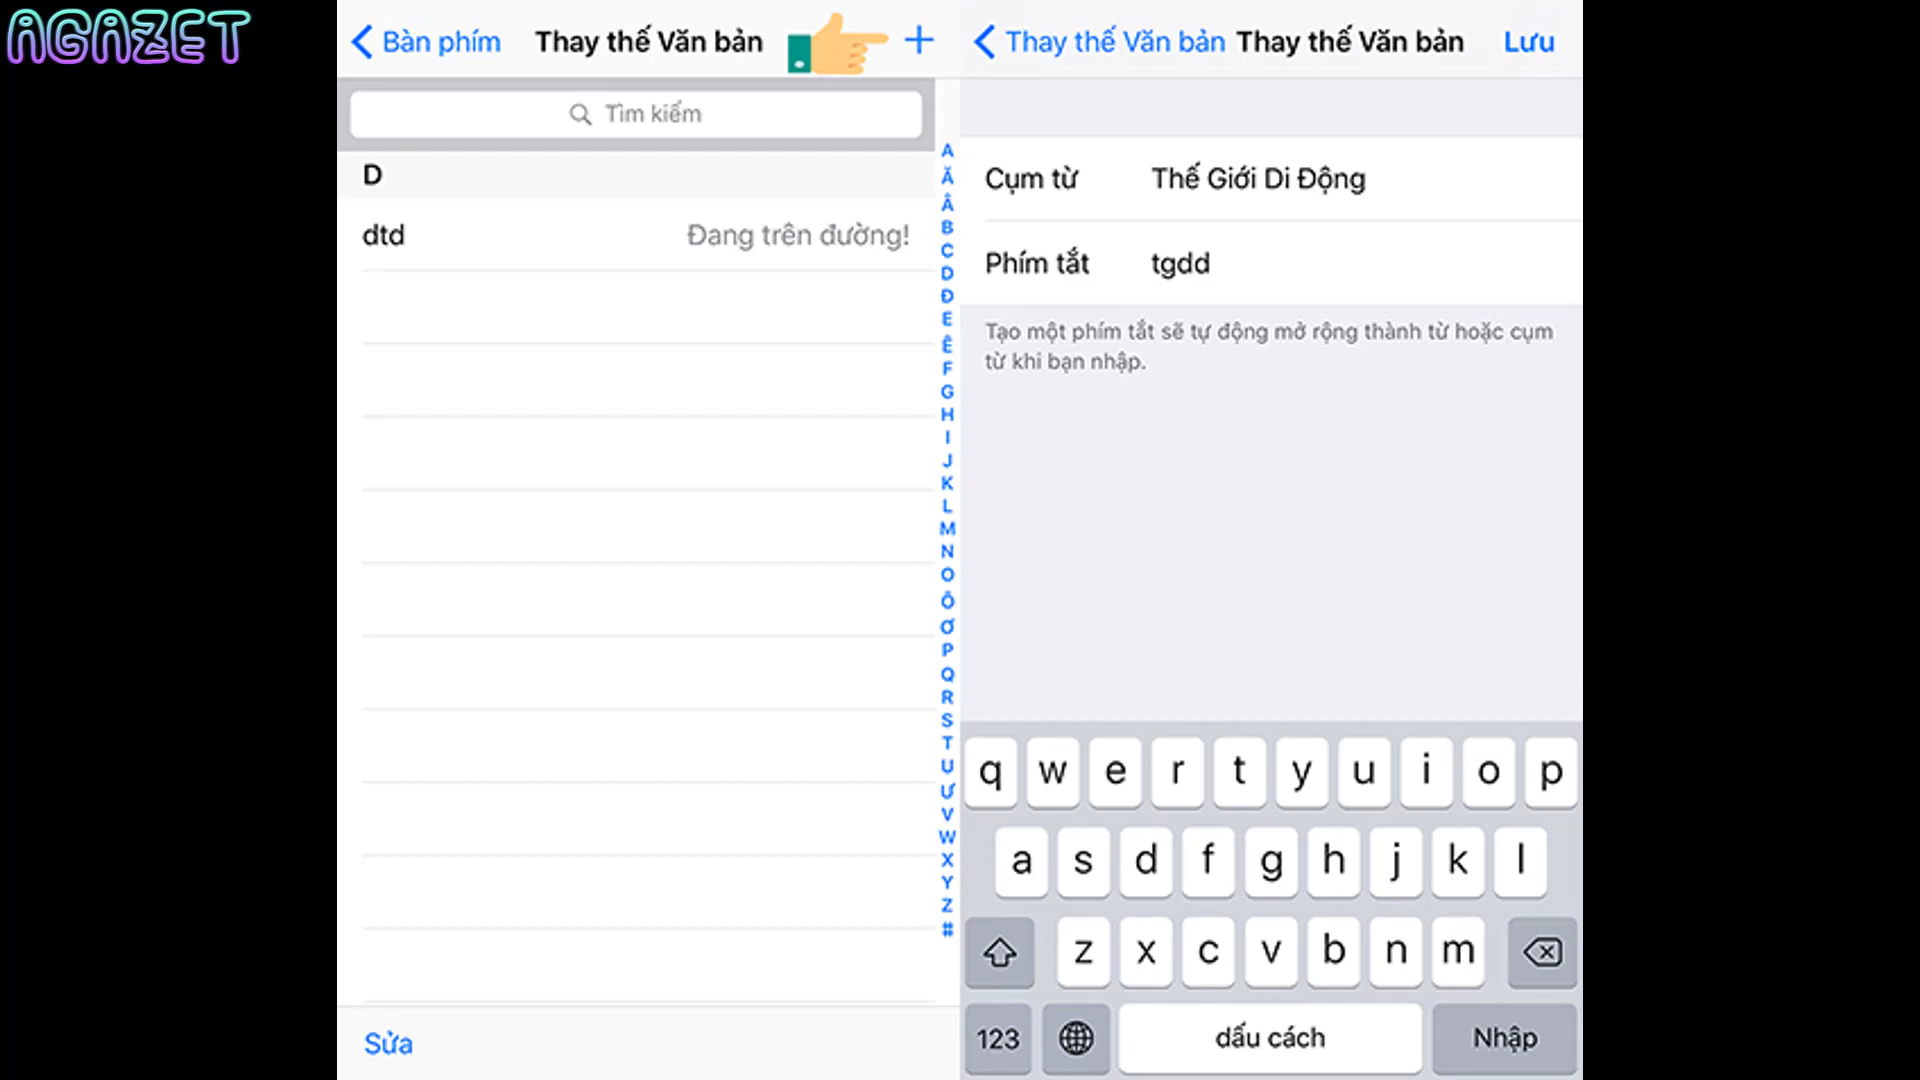 AGAZET
Bàn phím
Thay thế Văn bản
+
Tìm kiếm
D
dtd
Đang trên đường!
A
Ă
Â
B
C
D
Đ
E
Ê
F
G
H
I
J
K
L
M
N
O
Ô
Ơ
P
Q
R
S
T
U
Ư
V
W
X
Y
Z
#
Sửa
Thay thế Văn bản
Thay thế Văn bản
Lưu
Cụm từ
Thế Giới Di Động
Phím tắt
tgdd
Tạo một phím tắt sẽ tự động mở rộng thành từ hoặc cụm
từ khi bạn nhập.
q w e r t y u i o p
a s d f g h j k l
z x c v b n m
123
dấu cách
Nhập